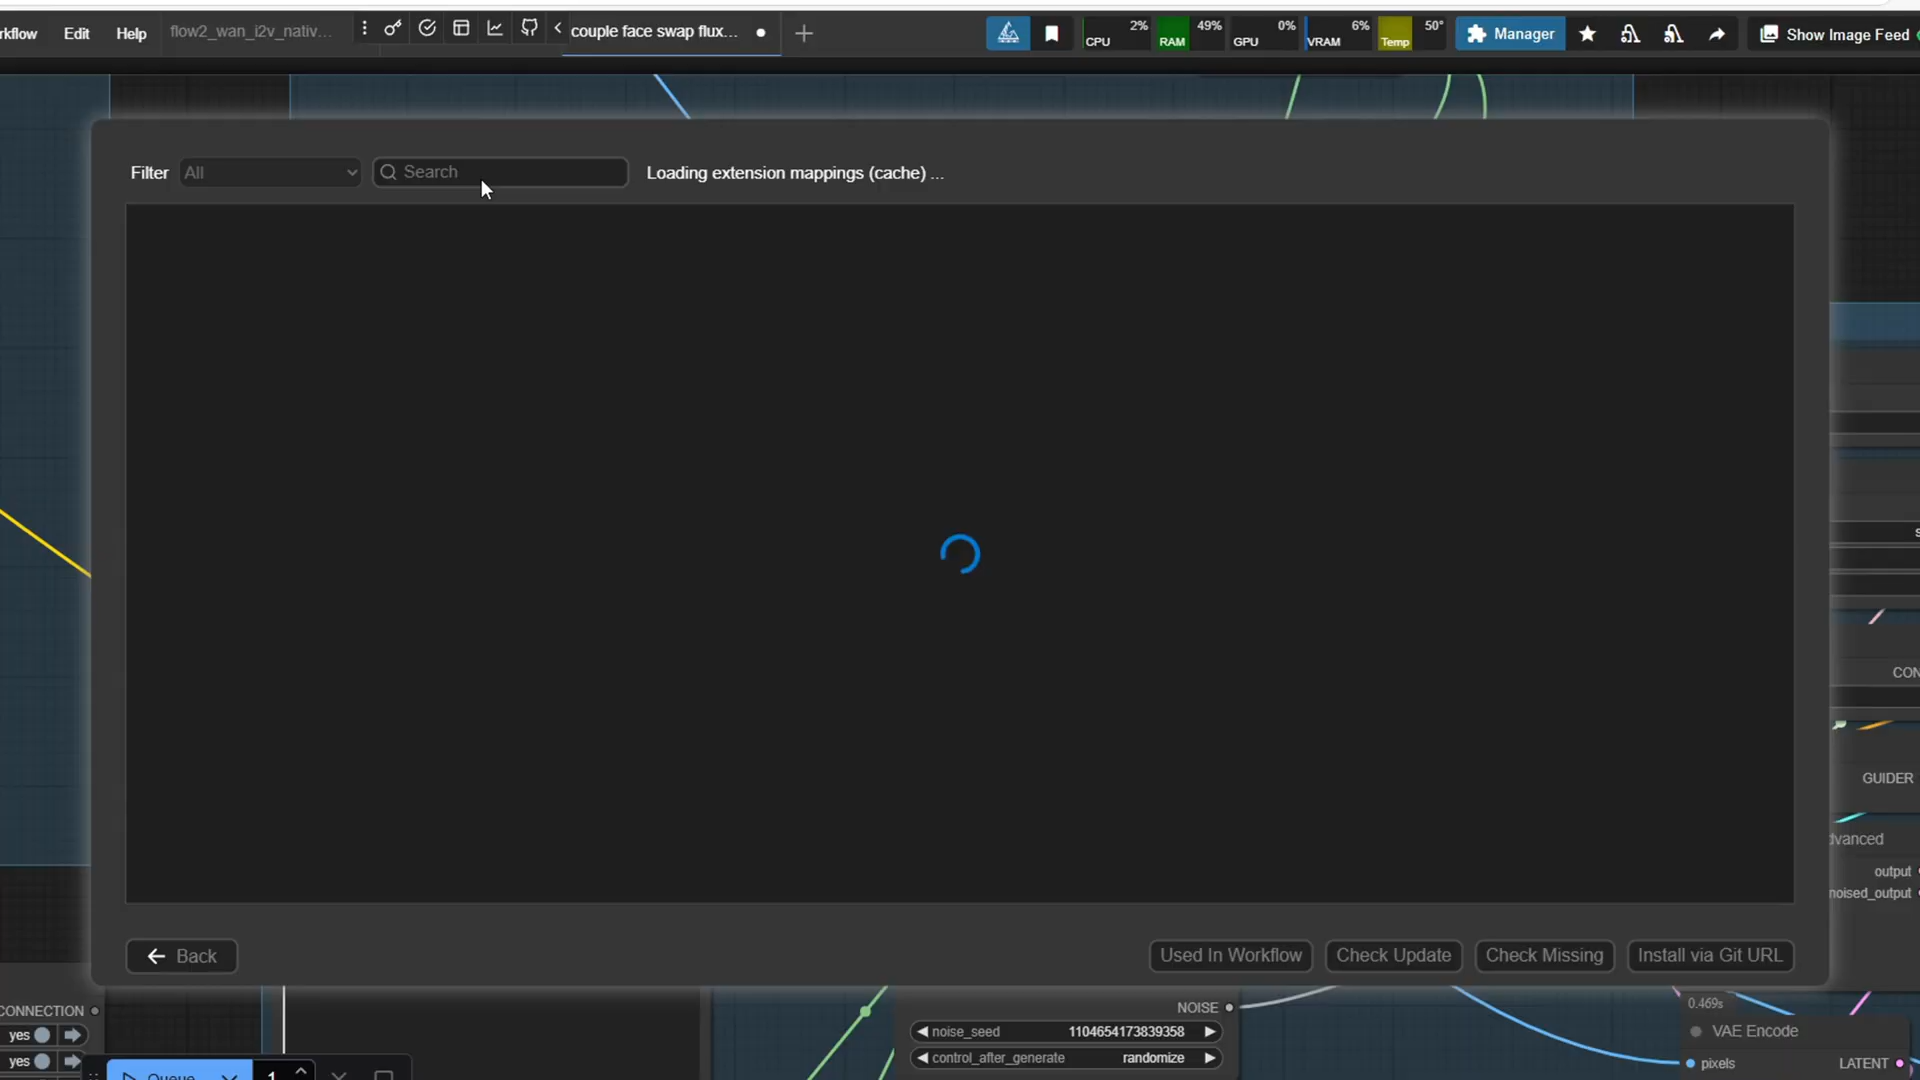 rkflow Edit Help flow2_wan_i2v_nativ... couple face swap flux... CPU 2% RAM 49% GPU 0% VRAM 6% Temp 50° Manager Show Image Feed
Filter All Search Loading extension mappings (cache) ...
CON
GUIDER
dvanced
output
noised_output
Back Used In Workflow Check Update Check Missing Install via Git URL
CONNECTION NOISE 0.469s
yes noise_seed 1104654173839358 VAE Encode
yes control_after_generate randomize pixels LATENT
Queue 1